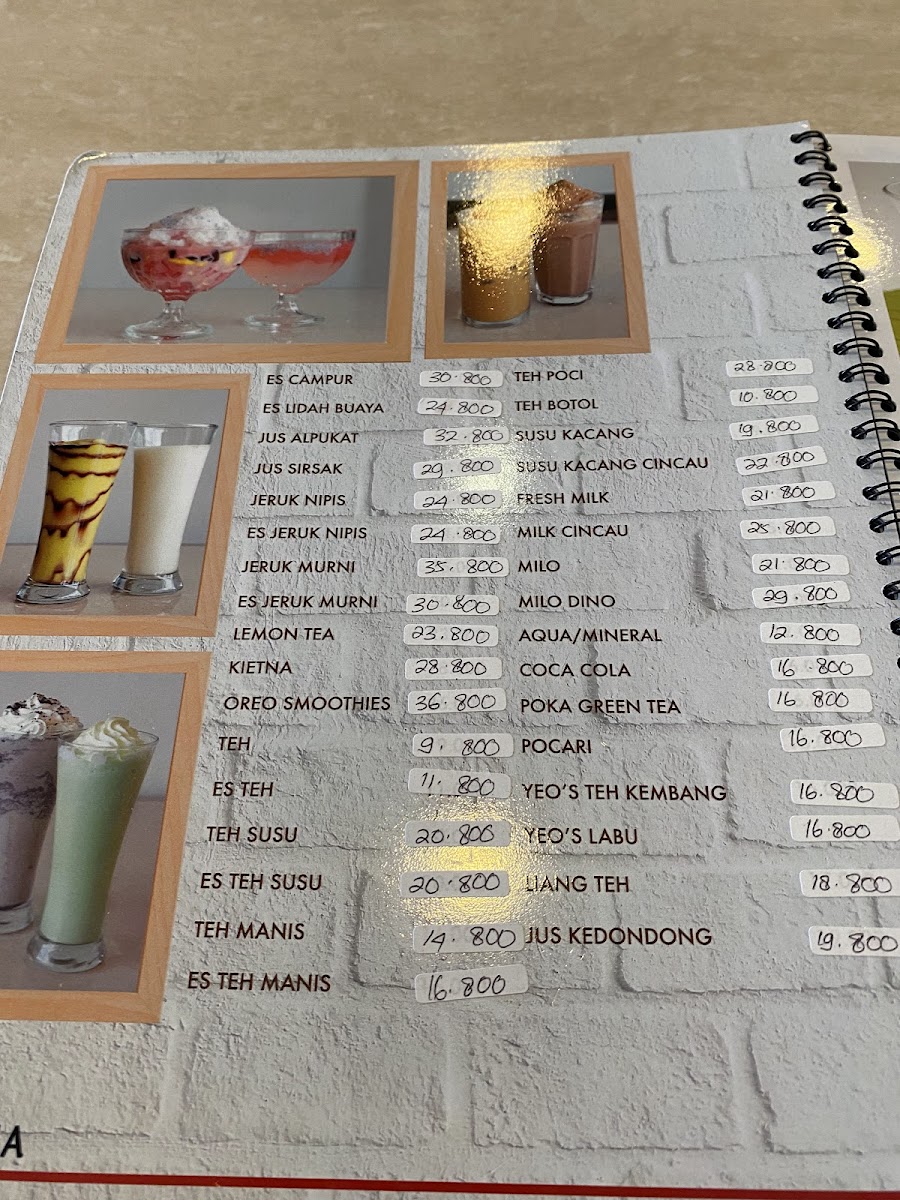 ES CAMPUR 30.800
ES LIDAH BUAYA 24.800
JUS ALPUKAT 32.800
JUS SIRSAK 29.800
JERUK NIPIS 24.800
ES JERUK NIPIS 24.800
JERUK MURNI 35.800
ES JERUK MURNI 30.800
LEMON TEA 23.800
KIETNA 28.800
OREO SMOOTHIES 36.800
TEH 9.800
ES TEH 11.800
TEH SUSU 20.800
ES TEH SUSU 20.800
TEH MANIS 14.800
ES TEH MANIS 16.800
TEH POCI 28.800
TEH BOTOL 10.800
SUSU KACANG 19.800
SUSU KACANG CINCAU 22.800
FRESH MILK 21.800
MILK CINCAU 25.800
MILO 21.800
MILO DINO 29.800
AQUA/MINERAL 12.800
COCA COLA 16.800
POKA GREEN TEA 16.800
POCARI 16.800
YEO'S TEH KEMBANG 16.800
YEO'S LABU 16.800
LIANG TEH 18.800
JUS KEDONDONG 19.800
A